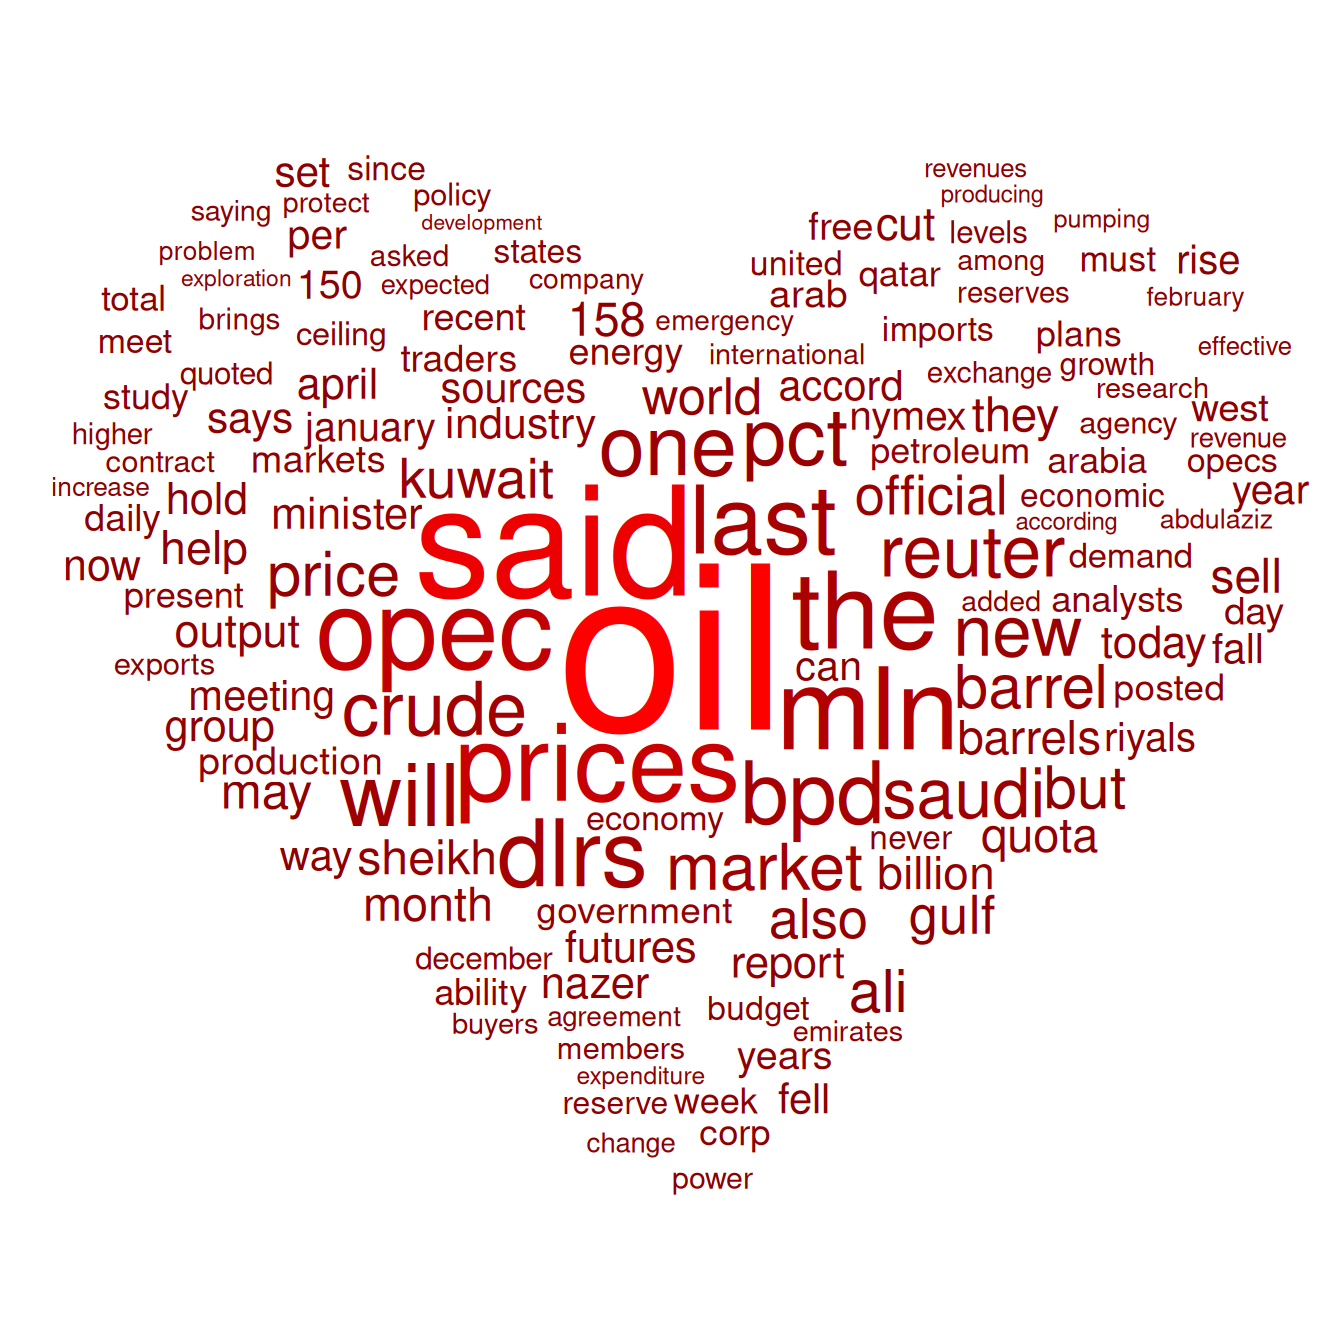 set since revenues
saying protect policy producing
development free cut levels pumping
problem per asked states united qatar among must rise
exploration 150 expected company arab reserves february
total brings ceiling recent 158 emergency imports plans
meet traders energy international exchange growth effective
study quoted april sources world accord research
higher says january industry one pct nymex they agency west revenue
contract markets kuwait petroleum arabia opecs
increase hold minister said last official economic year
daily according abdulaziz
now help price reuter demand sell
present opec oil the added analysts day
output new today fall
exports can
meeting crude mln barrel posted
group prices barrels riyals
production
may will bpd saudi but
economy never quota
way sheikh dlrs market billion
month government also gulf
december futures report
ability nazer ali
buyers agreement budget emirates
members years
expenditure
reserve week fell
change corp
power